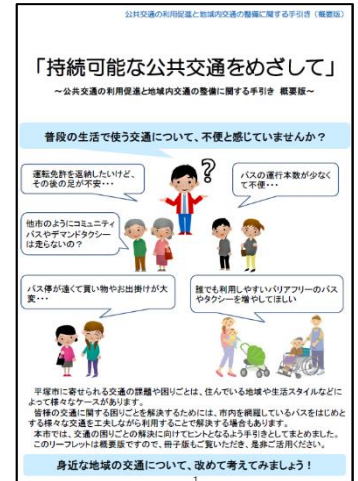 公共交通の利用促進と地域内交通の整備に関する手引き（概要版）
「持続可能な公共交通をめざして」
～公共交通の利用促進と地域内交通の整備に関する手引き 概要版～
普段の生活で使う交通について、不便と感じていませんか？
運転免許を返納したいけど、
その後の足が不安・・・
?
バスの運行本数が少なく
て不便・・・
他市のようにコミュニティ
バスやデマンドタクシー
は走らないの？
バス停が遠くて買い物やお出掛けが大
変・・・
誰でも利用しやすいバリアフリーのバス
やタクシーを増やしてほしい
平塚市に寄せられる交通の課題や困りごとは、住んでいる地域や生活スタイルなどに
よって様々なケースがあります。
皆様の交通に関する困りごとを解決するためには、市内を網羅しているバスをはじめと
する様々な交通を工夫しながら利用することで解決する場合もあります。
本市では、交通の困りごとの解決に向けてヒントとなるよう手引きとしてまとめました。
このリーフレットは概要版ですので、冊子版もご覧いただき、是非ご活用ください。
身近な地域の交通について、改めて考えてみましょう！
1